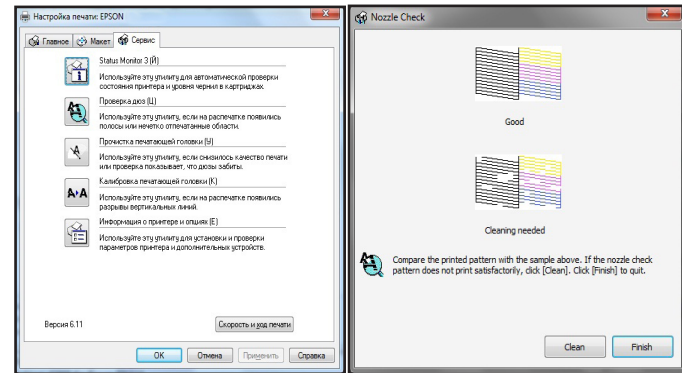 Настройка печати: EPSON
Главное
Макет
Сервис
Status Monitor 3 (Й)
Используйте эту утилиту для автоматической проверки
состояния принтера и уровня чернил в картриджах.
Проверка дюз (Ц)
Используйте эту утилиту, если на распечатке появились
полосы или нечетко отпечатанные области.
Прочистка печатающей головки (У)
Используйте эту утилиту, если снизилось качество печати
или проверка показывает, что дюзы забиты.
Калибровка печатающей головки (К)
Используйте эту утилиту, если на распечатке появились
разрывы вертикальных линий.
Информация о принтере и опциях (Е)
Используйте эту утилиту для установки и проверки
параметров принтера и дополнительных устройств.
Версия 6.11
Скорость и ход печати
OK
Отмена
Применить
Справка
Nozzle Check
Good
Cleaning needed
Compare the printed pattern with the sample above. If the nozzle check
pattern does not print satisfactorily, click [Clean]. Click [Finish] to quit.
Clean
Finish